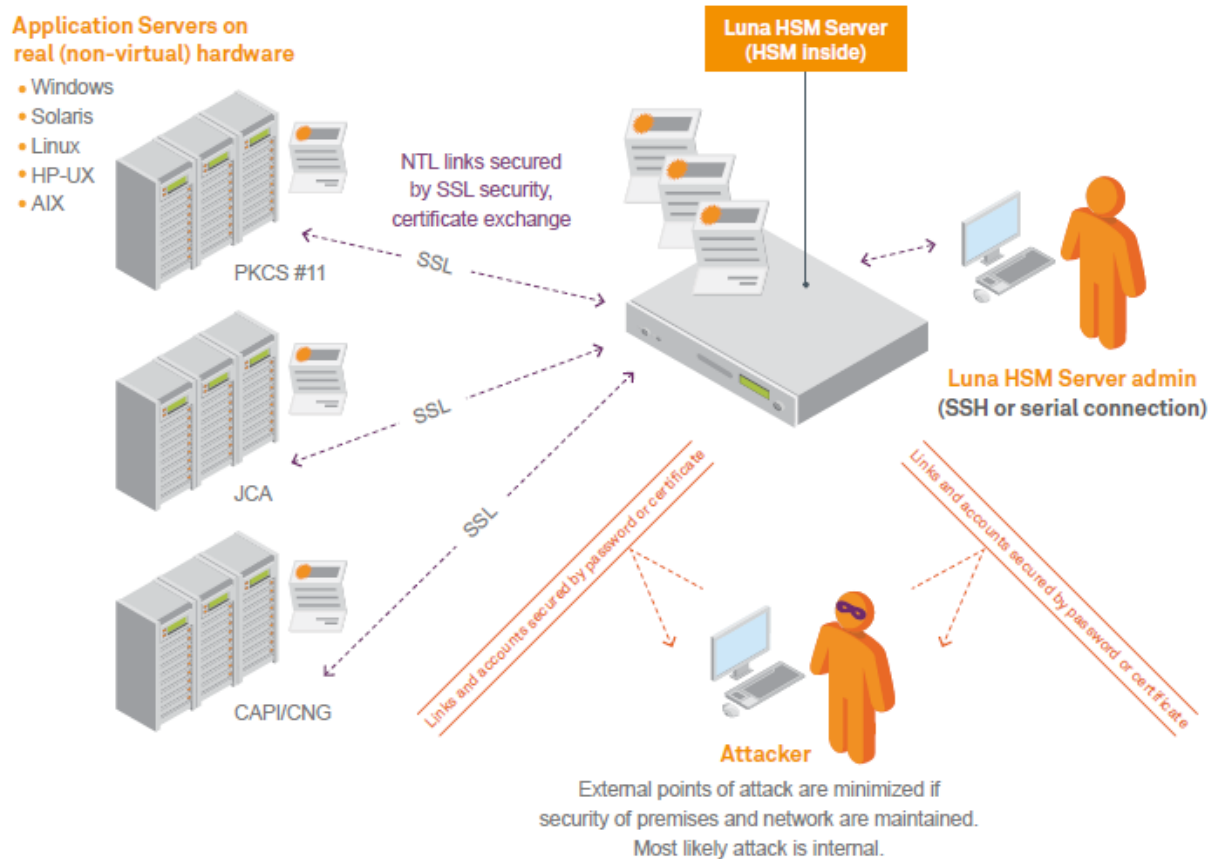 Application Servers on
real (non-virtual) hardware
• Windows
• Solaris
• Linux
• HP-UX
• AIX
Luna HSM Server
(HSM inside)
NTL links secured
by SSL security,
certificate exchange
PKCS #11
SSL
JCA
SSL
CAPI/CNG
SSL
Luna HSM Server admin
(SSH or serial connection)
Links and accounts secured by password or certificate
Links and accounts secured by password or certificate
Attacker
External points of attack are minimized if
security of premises and network are maintained.
Most likely attack is internal.